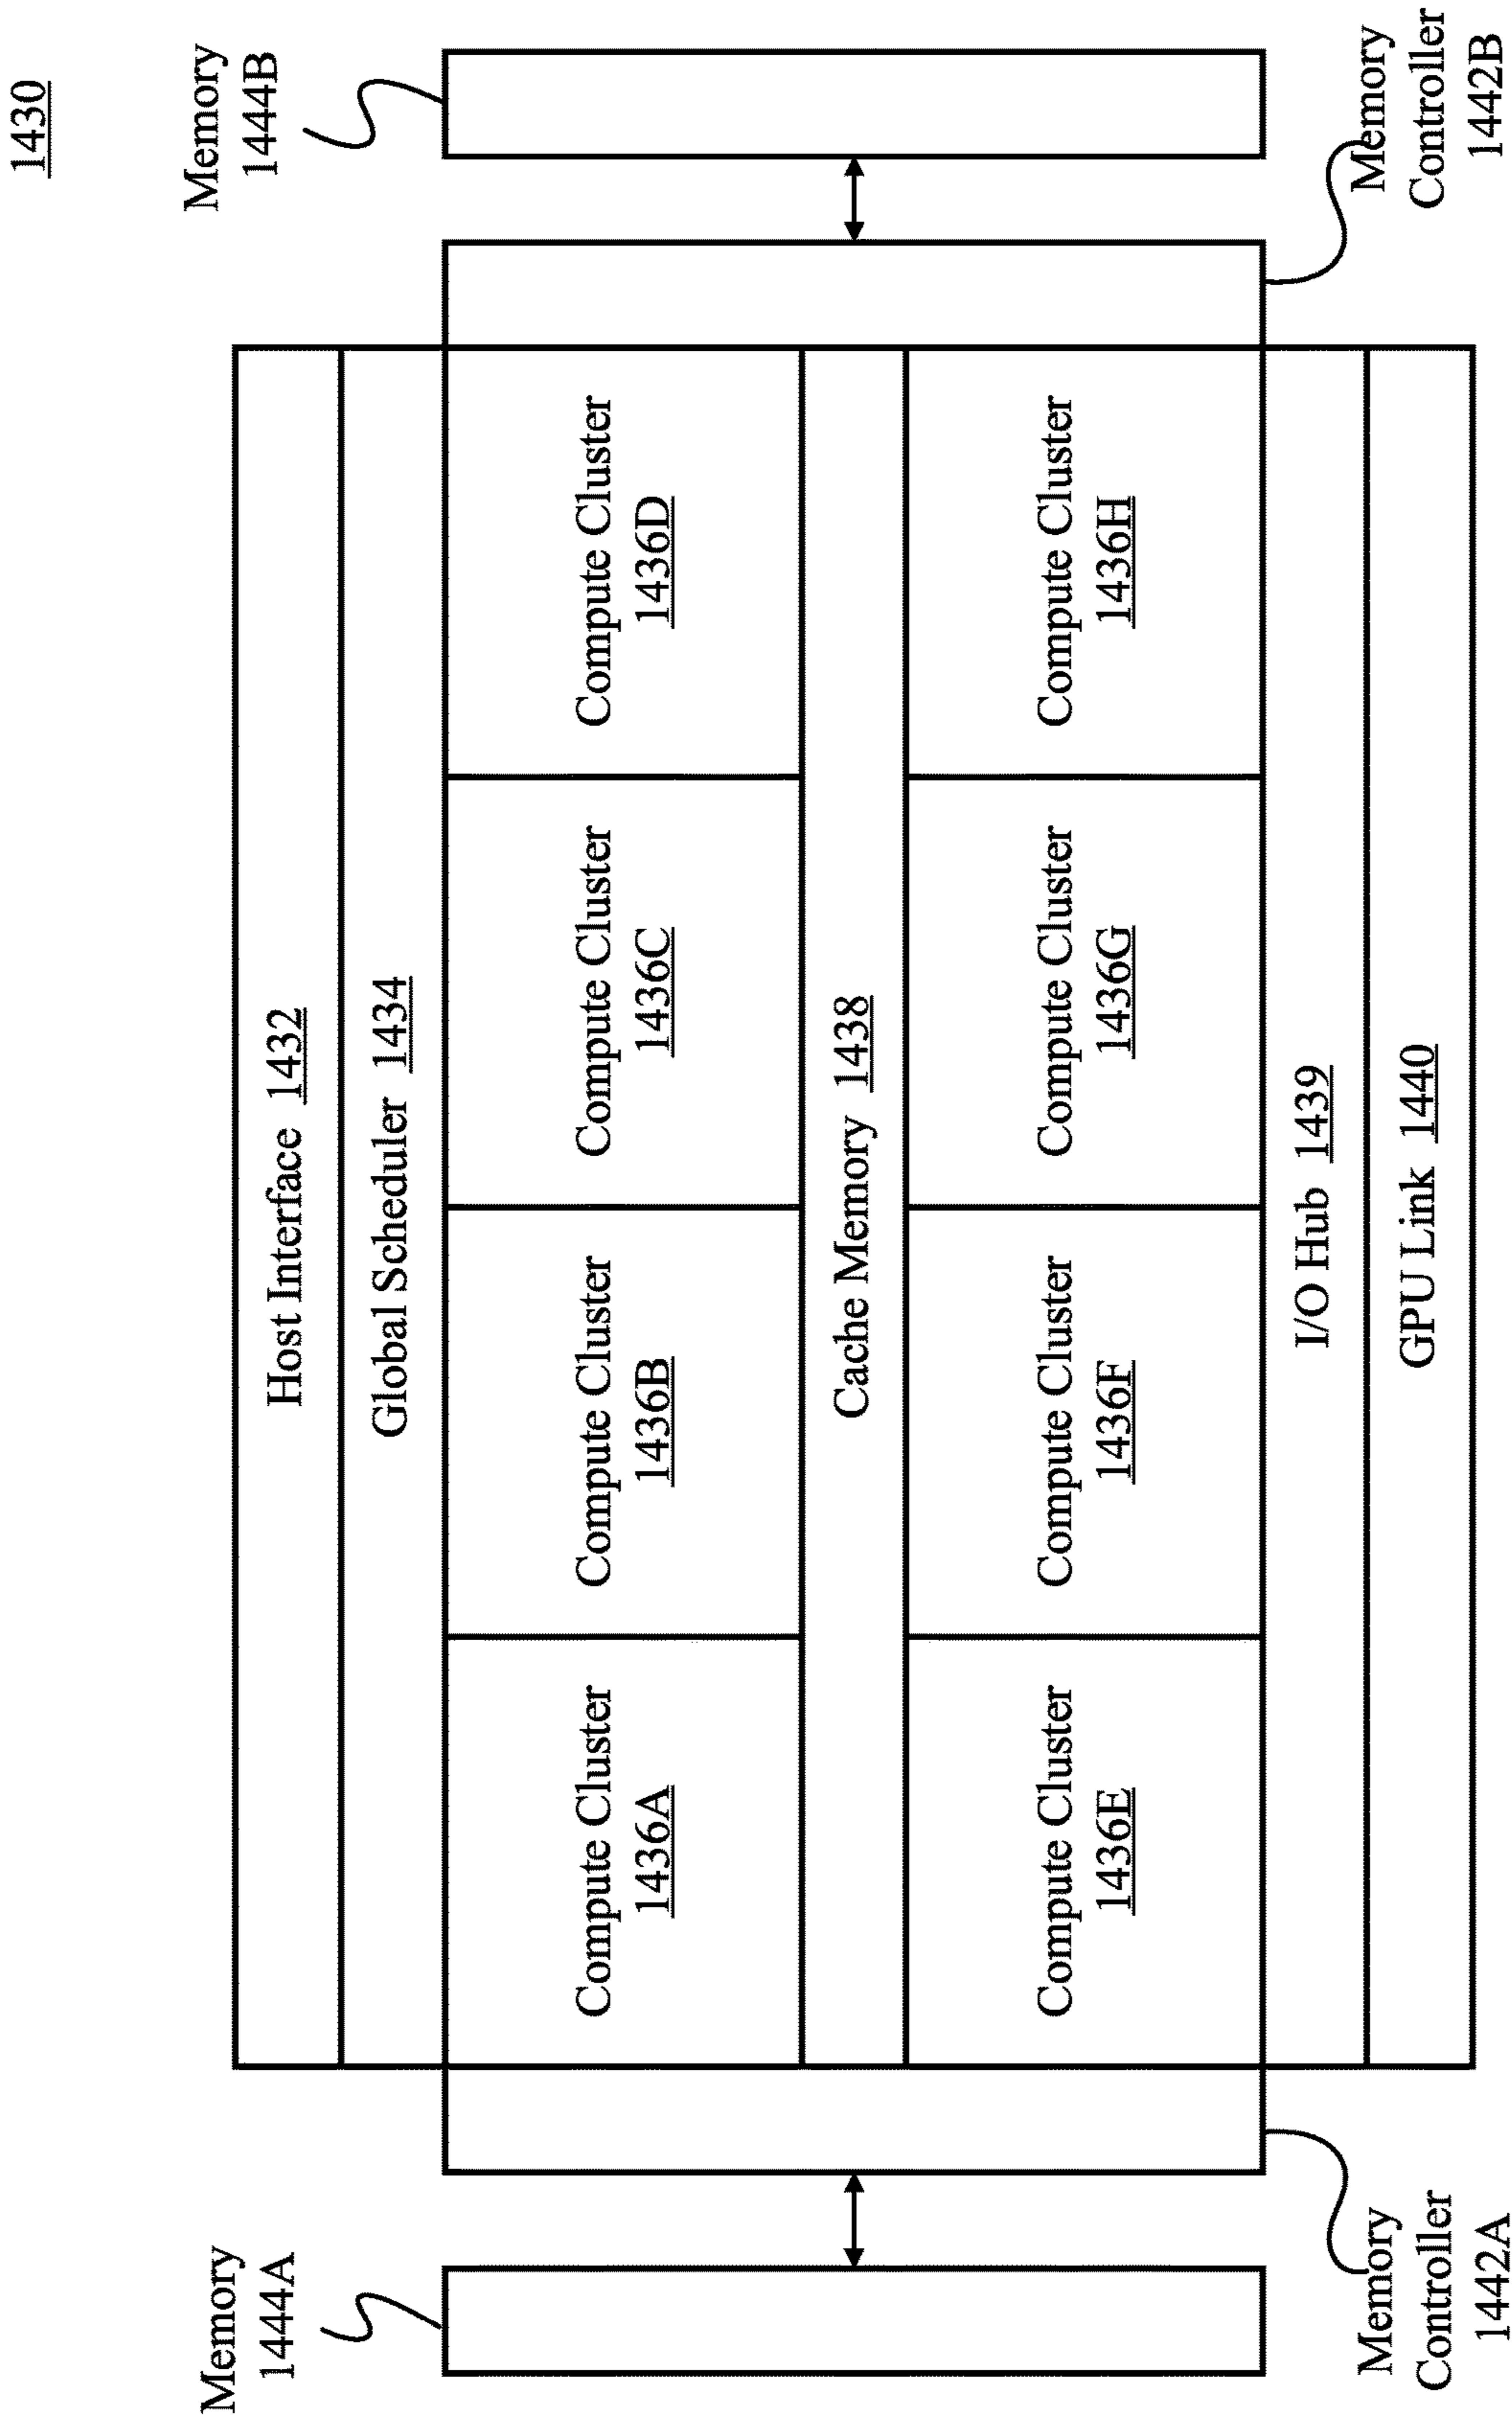 1430
Host Interface 1432
Global Scheduler 1434
Memory
1444A
Memory
1444B
Compute Cluster
1436A
Compute Cluster
1436B
Compute Cluster
1436C
Compute Cluster
1436D
Cache Memory 1438
Compute Cluster
1436E
Compute Cluster
1436F
Compute Cluster
1436G
Compute Cluster
1436H
I/O Hub 1439
GPU Link 1440
Memory
Controller
1442A
Memory
Controller
1442B